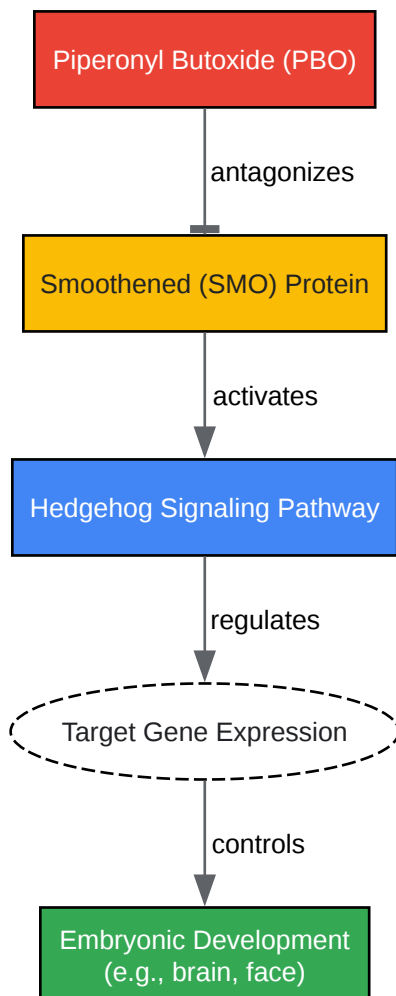 Piperonyl Butoxide (PBO)
antagonizes
Smoothened (SMO) Protein
activates
Hedgehog Signaling Pathway
regulates
Target Gene Expression
controls
Embryonic Development
(e.g., brain, face)